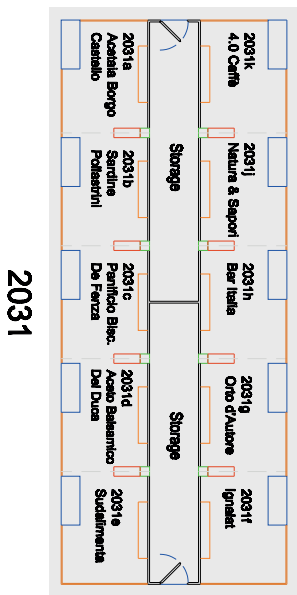 2031k
4.0 Caffè
2031a
Acetaia Borgo
Castello
2031j
Natura & Sapori
Storage
2031b
Sardine
Pollastrini
2031h
Bar Italia
2031c
Panificio Bisc.
De Fenza
2031
2031g
Orto d'Autore
Storage
2031d
Aceto Balsamico
Del Duca
2031f
Ignalat
2031e
Sudalimenta